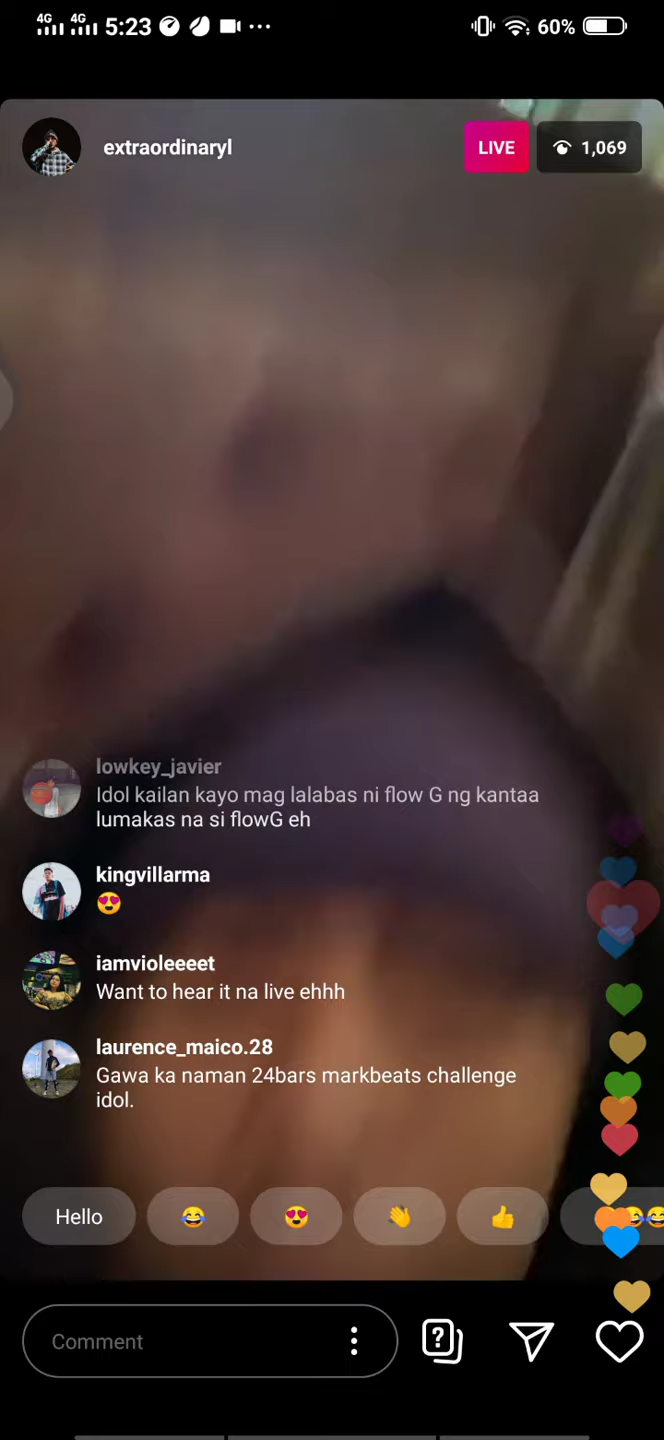 4G 4G 5:23 60%
extraordinaryl LIVE 1,069
lowkey_javier
Idol kailan kayo mag lalabas ni flow G ng kantaa
lumakas na si flowG eh
kingvillarma
😍
iamvioleeeet
Want to hear it na live ehhh
laurence_maico.28
Gawa ka naman 24bars markbeats challenge
idol.
Hello 😂 😍 👋 👍 😂😂
Comment